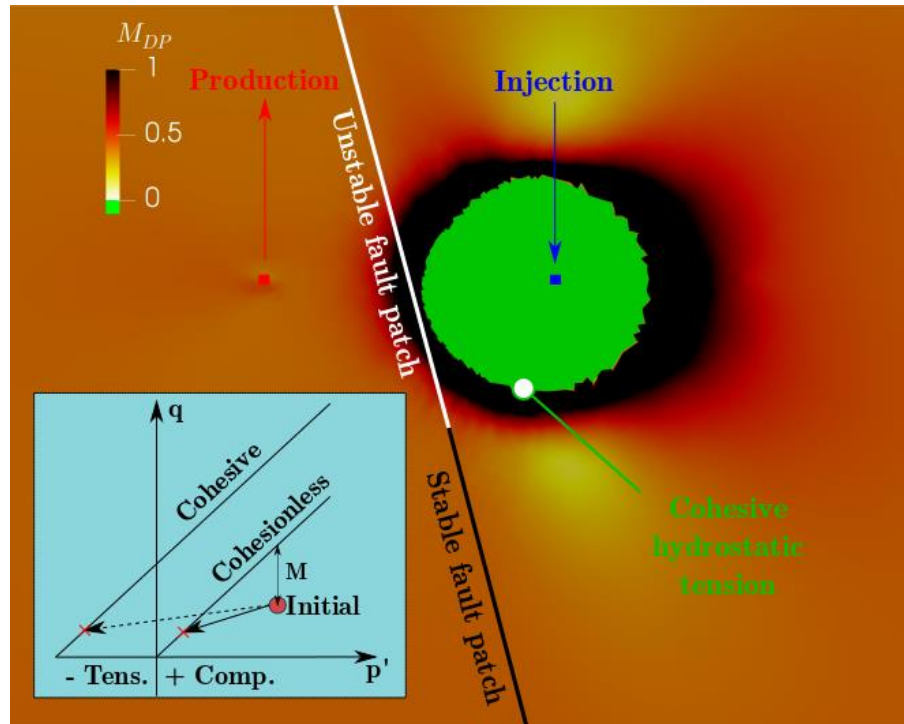 M_DP
1
0.5
0
Production
Injection
Unstable fault patch
Stable fault patch
Cohesive
hydrostatic
tension
q
Cohesive
Cohesionless
M
Initial
- Tens. + Comp.
p'